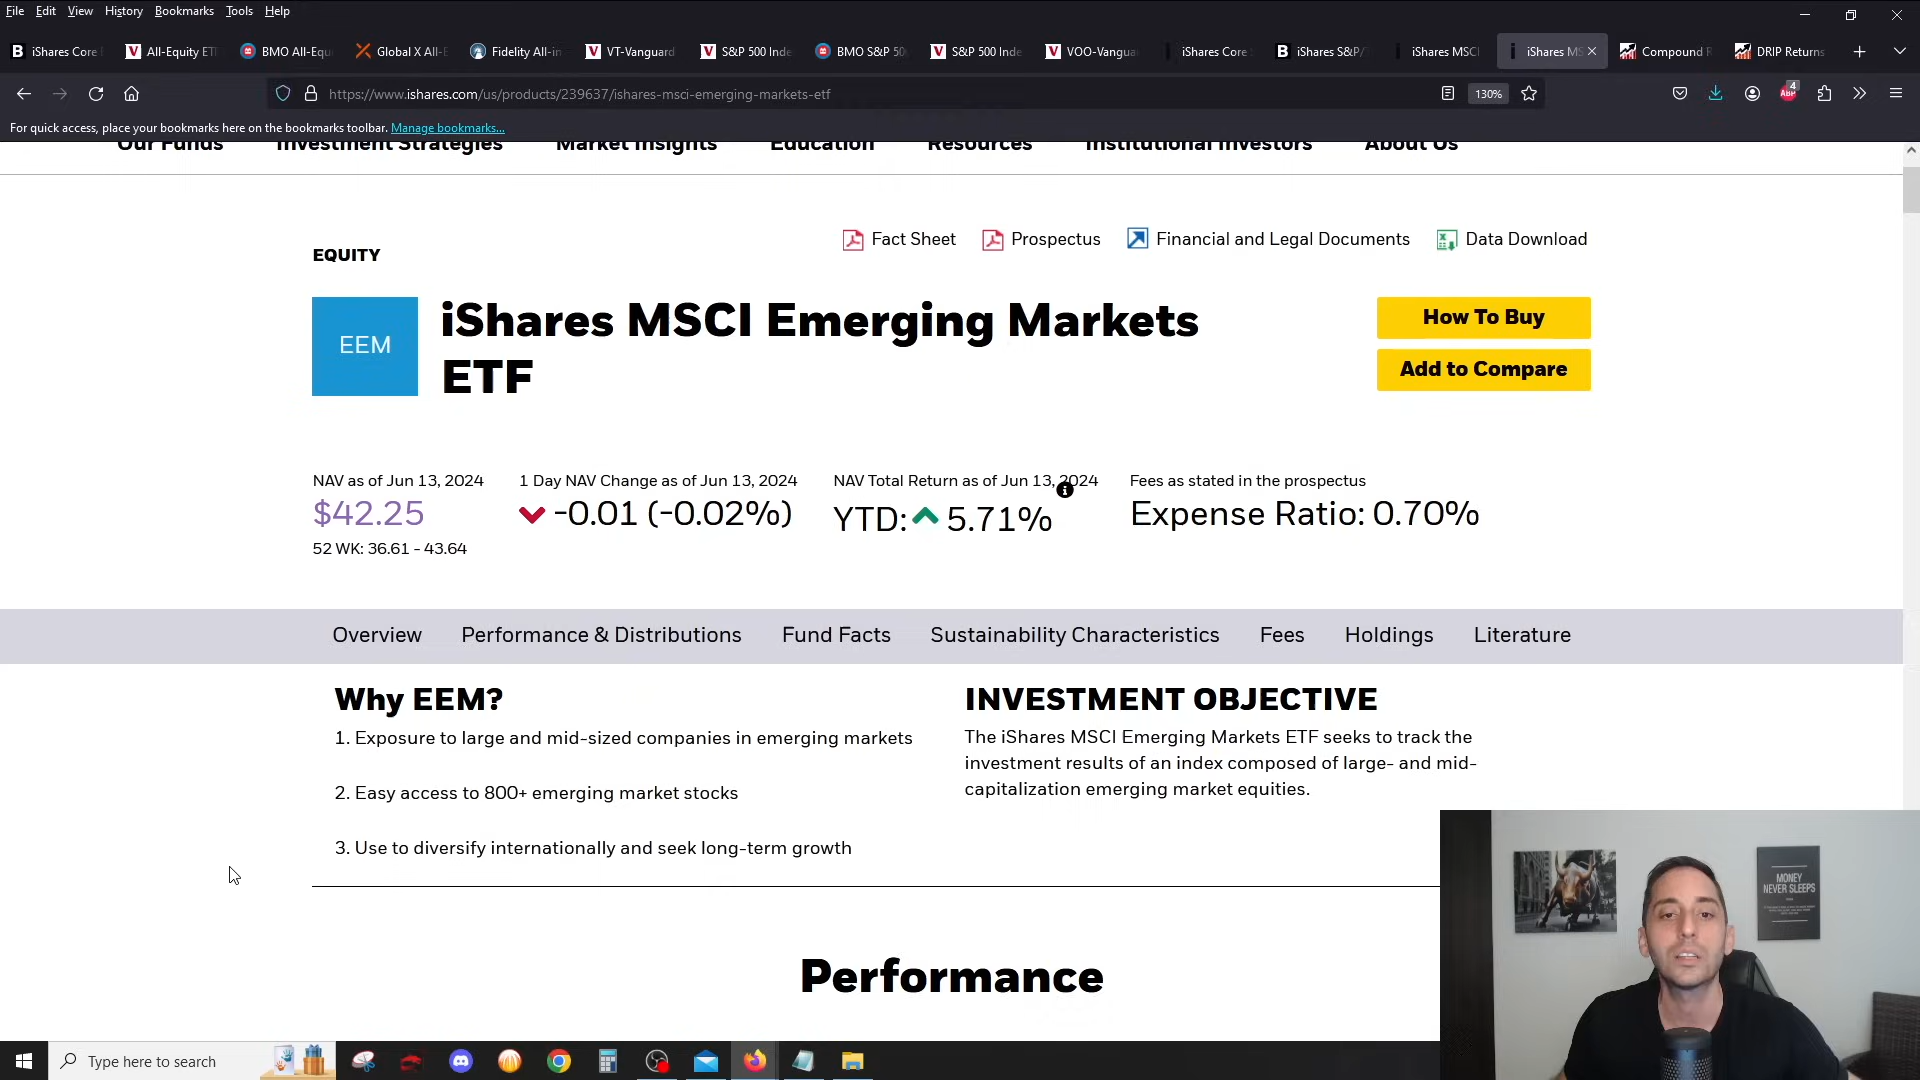 File Edit View History Bookmarks Tools Help
iShares Core
All-Equity ET
BMO All-Equ
Global X All-E
Fidelity All-in
VT-Vanguard
S&P 500 Inde
BMO S&P 50
S&P 500 Inde
VOO-Vangua
iShares Core
iShares S&P/
iShares MSCI
iShares MS
Compound R
DRIP Returns
https://www.ishares.com/us/products/239637/ishares-msci-emerging-markets-etf
130%
4
ABP
For quick access, place your bookmarks here on the bookmarks toolbar. Manage bookmarks...
Our Funds Investment Strategies Market Insights Education Resources Institutional Investors About Us
Fact Sheet Prospectus Financial and Legal Documents Data Download
EQUITY
EEM
iShares MSCI Emerging Markets
ETF
How To Buy
Add to Compare
NAV as of Jun 13, 2024
$42.25
52 WK: 36.61 - 43.64
1 Day NAV Change as of Jun 13, 2024
-0.01 (-0.02%)
NAV Total Return as of Jun 13, 2024
YTD: 5.71%
Fees as stated in the prospectus
Expense Ratio: 0.70%
Overview Performance & Distributions Fund Facts Sustainability Characteristics Fees Holdings Literature
Why EEM?
1. Exposure to large and mid-sized companies in emerging markets
2. Easy access to 800+ emerging market stocks
3. Use to diversify internationally and seek long-term growth
INVESTMENT OBJECTIVE
The iShares MSCI Emerging Markets ETF seeks to track the
investment results of an index composed of large- and mid-
capitalization emerging market equities.
Performance
MONEY
NEVER SLEEPS
Type here to search